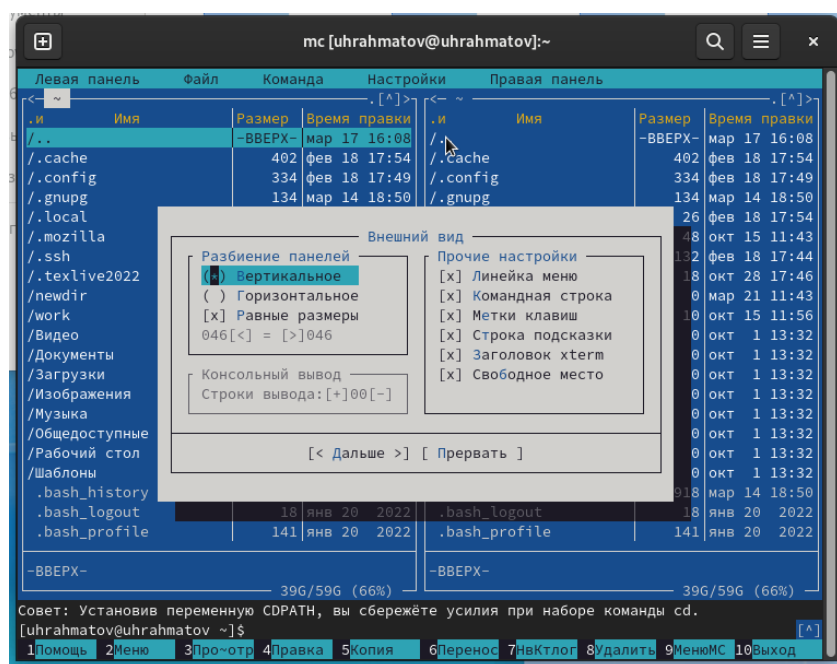 mc [uhrahmatov@uhrahmatov]:~
Левая панель Файл Команда Настройки Правая панель
<— ~ .[^]> <— ~ .[^]>
.и Имя Размер Время правки .и Имя Размер Время правки
/.. -ВВЕРХ- мар 17 16:08 /.. -ВВЕРХ- мар 17 16:08
/.cache 402 фев 18 17:54 /.cache 402 фев 18 17:54
/.config 334 фев 18 17:49 /.config 334 фев 18 17:49
/.gnupg 134 мар 14 18:50 /.gnupg 134 мар 14 18:50
/.local 26 фев 18 17:54
/.mozilla Внешний вид 48 окт 15 11:43
/.ssh Разбиение панелей Прочие настройки 132 фев 18 17:44
/.texlive2022 (*) Вертикальное [x] Линейка меню 18 окт 28 17:46
/newdir ( ) Горизонтальное [x] Командная строка 0 мар 21 11:43
/work [x] Равные размеры [x] Метки клавиш 10 окт 15 11:56
/Видео 046[<] = [>]046 [x] Строка подсказки 0 окт 1 13:32
/Документы [x] Заголовок xterm 0 окт 1 13:32
/Загрузки Консольный вывод [x] Свободное место 0 окт 1 13:32
/Изображения Строки вывода:[+]00[-] 0 окт 1 13:32
/Музыка 0 окт 1 13:32
/Общедоступные 0 окт 1 13:32
/Рабочий стол [< Дальше >] [ Прервать ] 0 окт 1 13:32
/Шаблоны 0 окт 1 13:32
.bash_history 918 мар 14 18:50
.bash_logout 18 янв 20 2022 .bash_logout 18 янв 20 2022
.bash_profile 141 янв 20 2022 .bash_profile 141 янв 20 2022
-ВВЕРХ- -ВВЕРХ-
39G/59G (66%) 39G/59G (66%)
Совет: Установив переменную CDPATH, вы сбережёте усилия при наборе команды cd.
[uhrahmatov@uhrahmatov ~]$ [^]
1Помощь 2Меню 3Про~отр 4Правка 5Копия 6Перенос 7НвКтлог 8Удалить 9МенюМС 10Выход